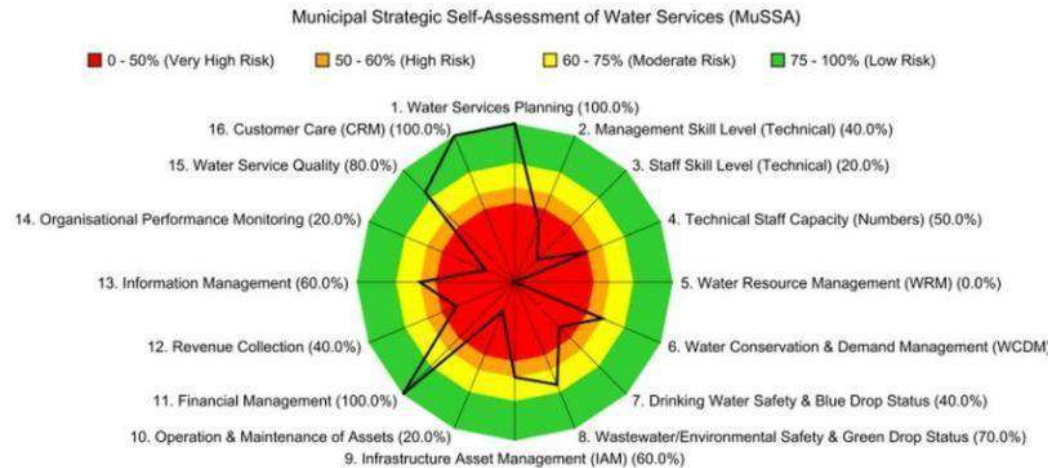 Municipal Strategic Self-Assessment of Water Services (MuSSA)
0 - 50% (Very High Risk) 50 - 60% (High Risk) 60 - 75% (Moderate Risk) 75 - 100% (Low Risk)
1. Water Services Planning (100.0%)
2. Management Skill Level (Technical) (40.0%)
3. Staff Skill Level (Technical) (20.0%)
4. Technical Staff Capacity (Numbers) (50.0%)
5. Water Resource Management (WRM) (0.0%)
6. Water Conservation & Demand Management (WCDM)
7. Drinking Water Safety & Blue Drop Status (40.0%)
8. Wastewater/Environmental Safety & Green Drop Status (70.0%)
9. Infrastructure Asset Management (IAM) (60.0%)
10. Operation & Maintenance of Assets (20.0%)
11. Financial Management (100.0%)
12. Revenue Collection (40.0%)
13. Information Management (60.0%)
14. Organisational Performance Monitoring (20.0%)
15. Water Service Quality (80.0%)
16. Customer Care (CRM) (100.0%)